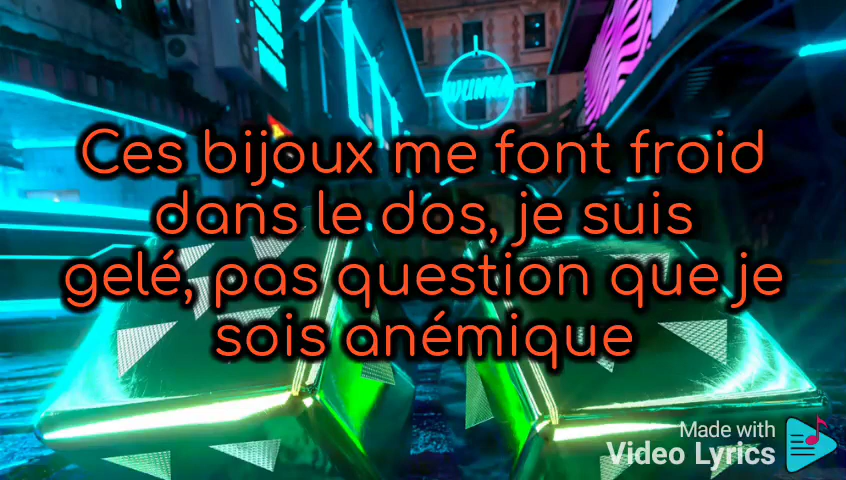 WUNNA
Ces bijoux me font froid
dans le dos, je suis
gelé, pas question que je
sois anémique
Made with
Video Lyrics